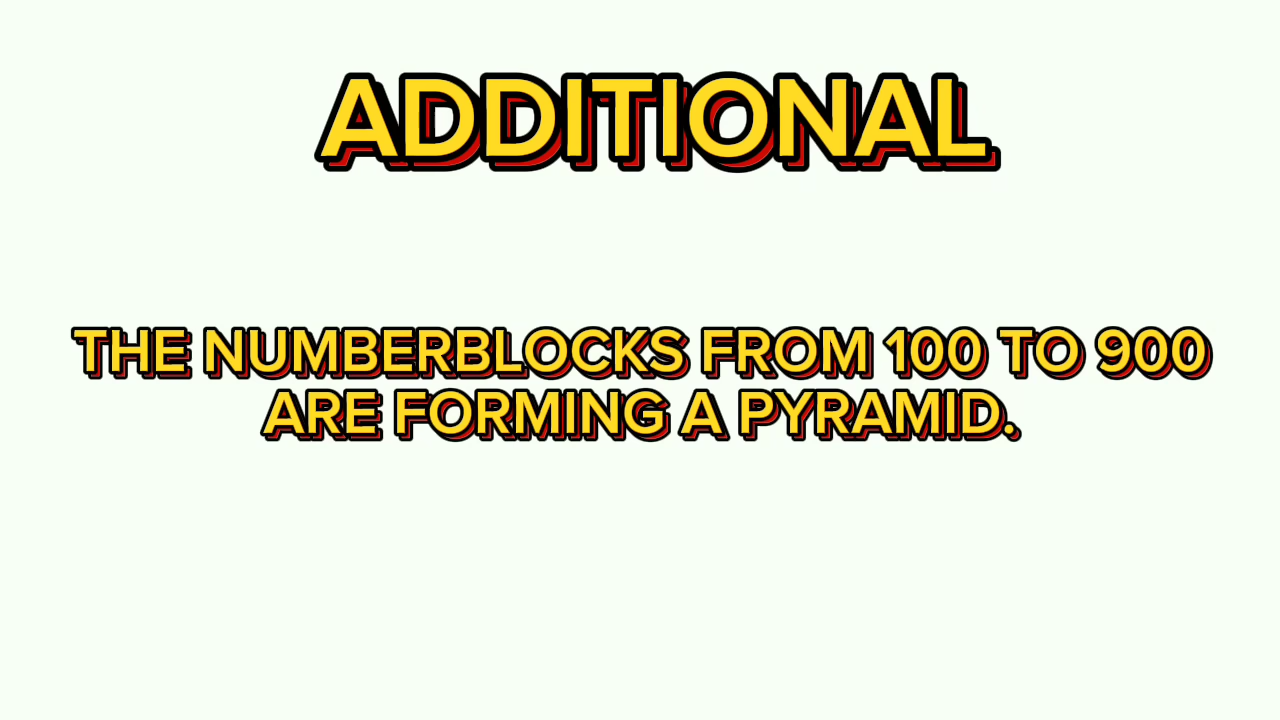 ADDITIONAL
THE NUMBERBLOCKS FROM 100 TO 900
ARE FORMING A PYRAMID.